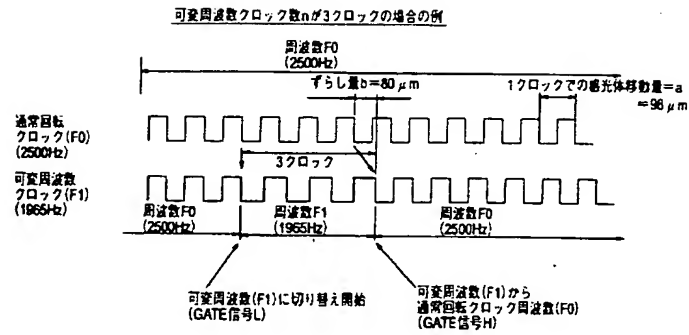 可変周波数クロック数nが3クロックの場合の例
周波数F0
(2500Hz)
ずらし量b=80μm
1クロックでの感光体移動量=a
=98μm
通常回転
クロック(F0)
(2500Hz)
3クロック
可変周波数
クロック(F1)
(1965Hz)
周波数F0
(2500Hz)
周波数F1
(1965Hz)
周波数F0
(2500Hz)
可変周波数(F1)に切り替え開始
(GATE信号L)
可変周波数(F1)から
通常回転クロック周波数(F0)
(GATE信号H)